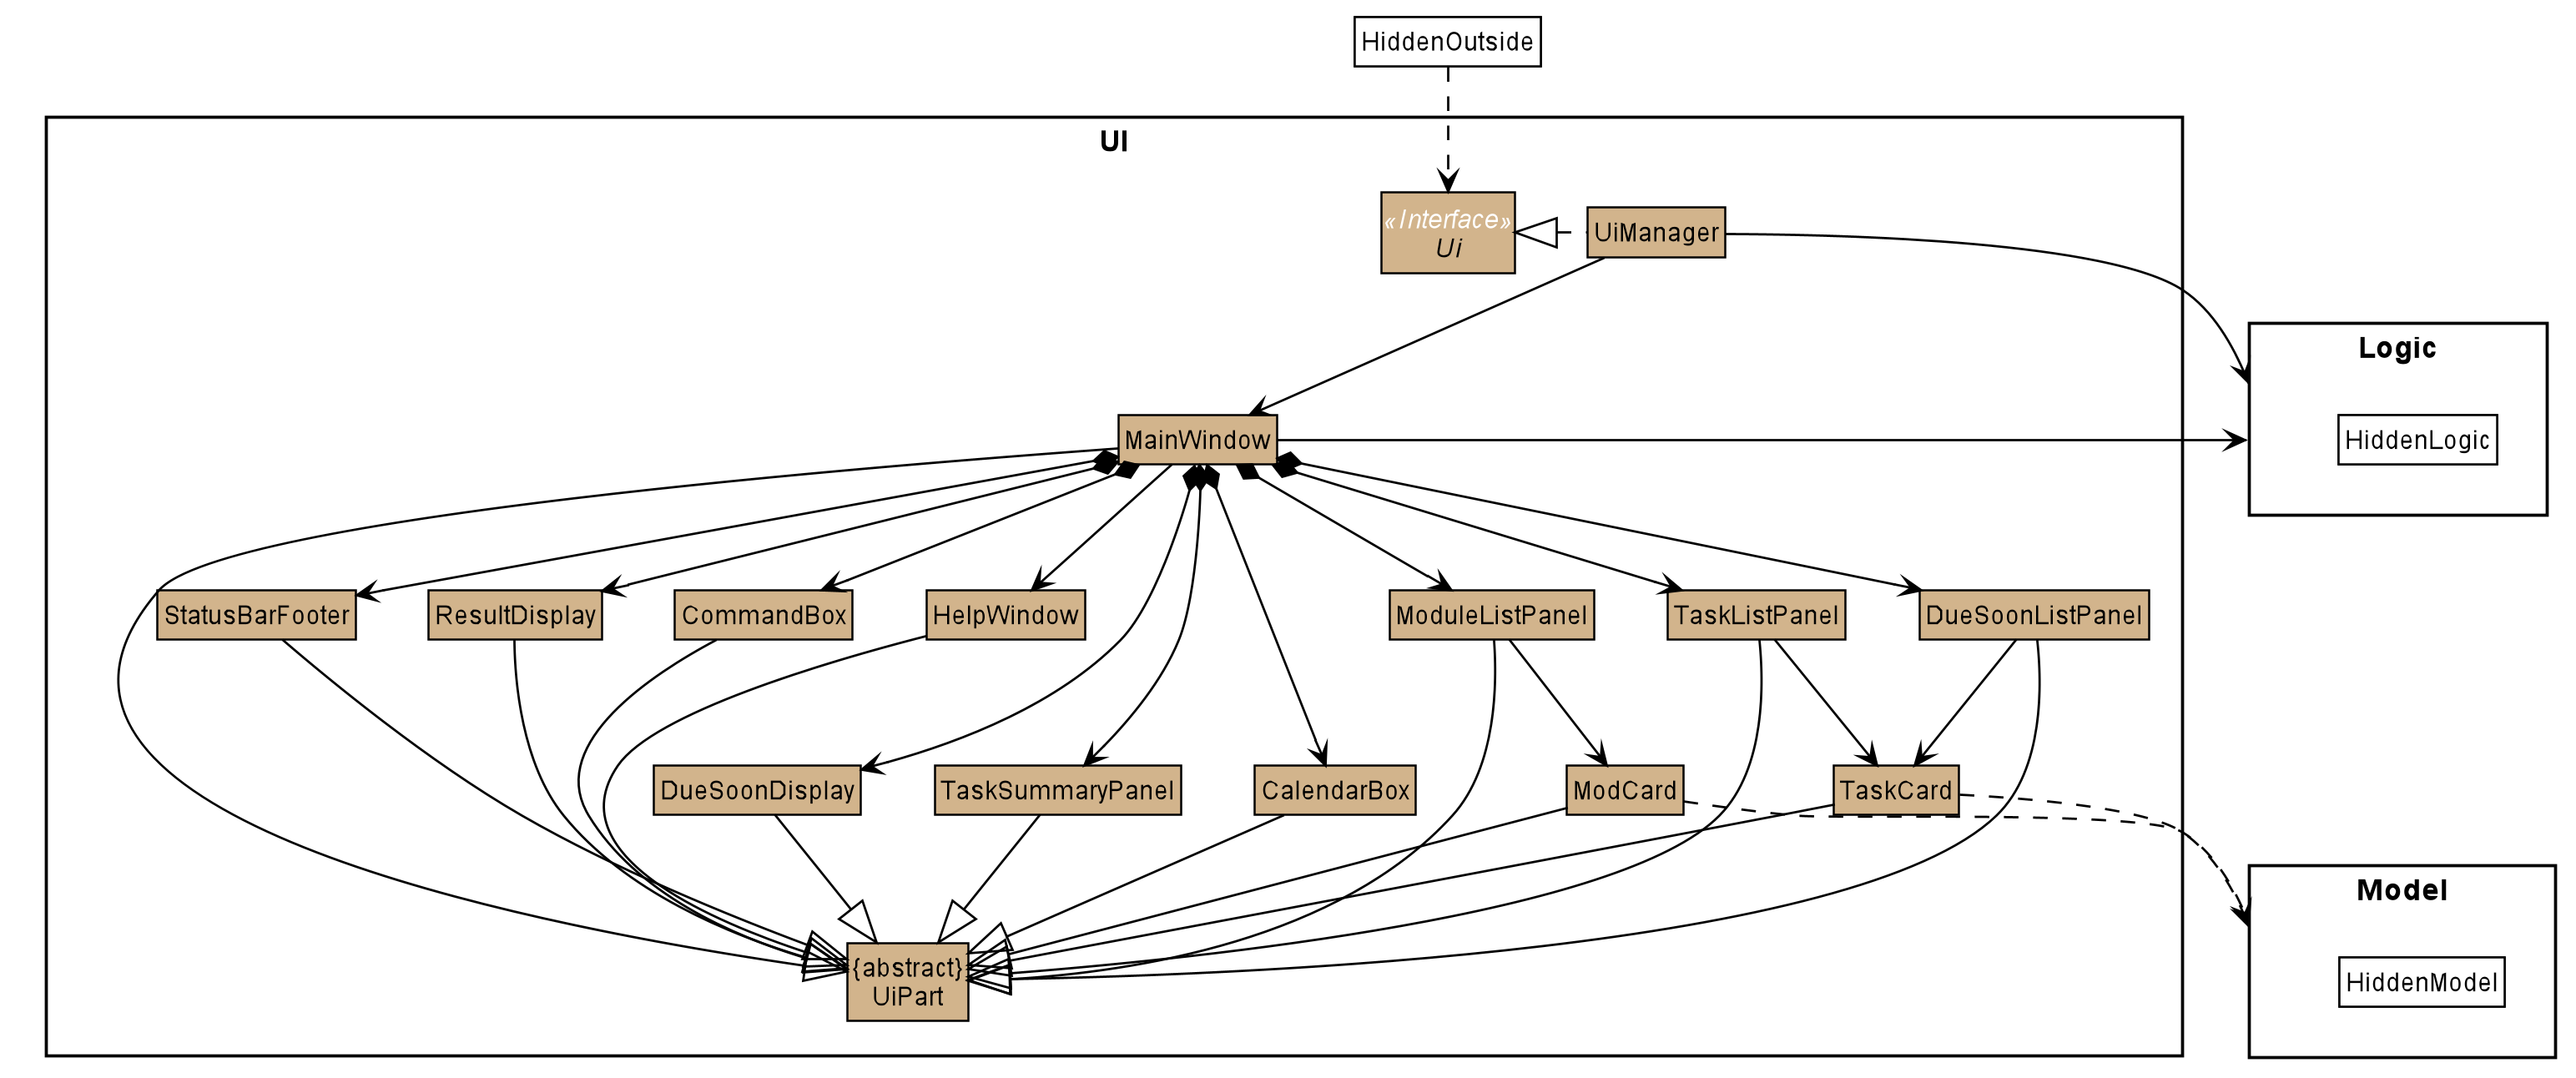 HiddenOutside
UI
«Interface»
Ui
UiManager
Logic
HiddenLogic
MainWindow
StatusBarFooter
ResultDisplay
CommandBox
HelpWindow
ModuleListPanel
TaskListPanel
DueSoonListPanel
DueSoonDisplay
TaskSummaryPanel
CalendarBox
ModCard
TaskCard
Model
HiddenModel
{abstract}
UiPart